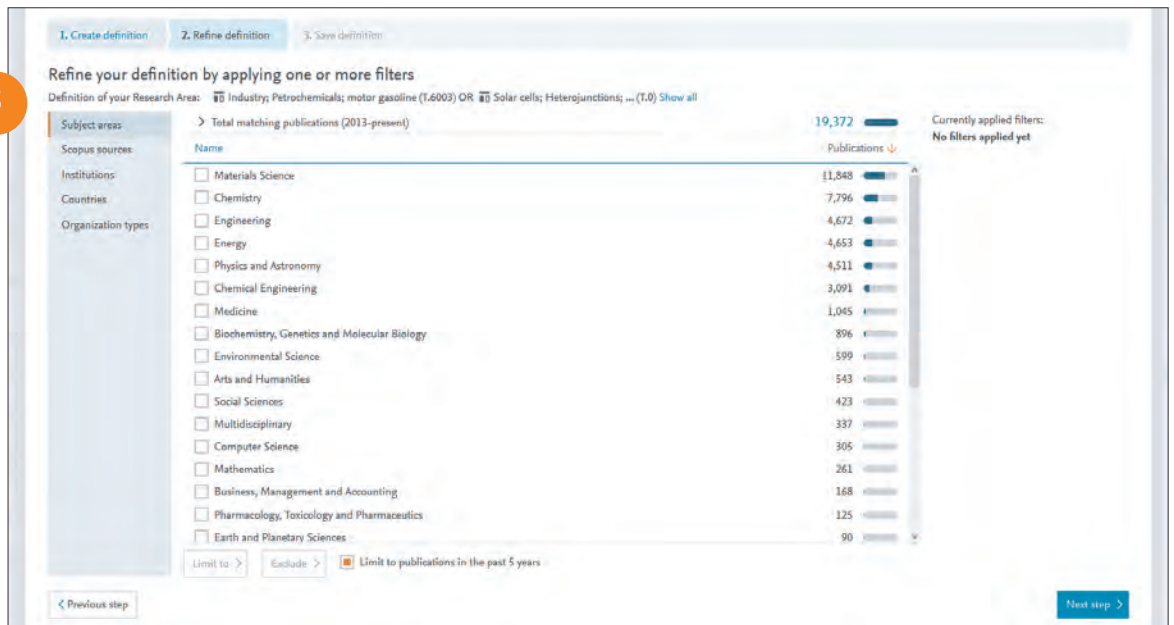 1. Create definition 2. Refine definition 3. Save definition
Refine your definition by applying one or more filters
Definition of your Research Area: Industry; Petrochemicals; motor gasoline (T.6003) OR Solar cells; Heterojunctions; ... (T.0) Show all
Subject areas
Scopus sources
Institutions
Countries
Organization types
> Total matching publications (2013-present) 19,372
Name Publications
Materials Science 11,848
Chemistry 7,796
Engineering 4,672
Energy 4,653
Physics and Astronomy 4,511
Chemical Engineering 3,091
Medicine 1,045
Biochemistry, Genetics and Molecular Biology 896
Environmental Science 599
Arts and Humanities 543
Social Sciences 423
Multidisciplinary 337
Computer Science 305
Mathematics 261
Business, Management and Accounting 168
Pharmacology, Toxicology and Pharmaceutics 125
Earth and Planetary Sciences 90
Currently applied filters:
No filters applied yet
Limit to > Exclude > Limit to publications in the past 5 years
< Previous step
Next step >